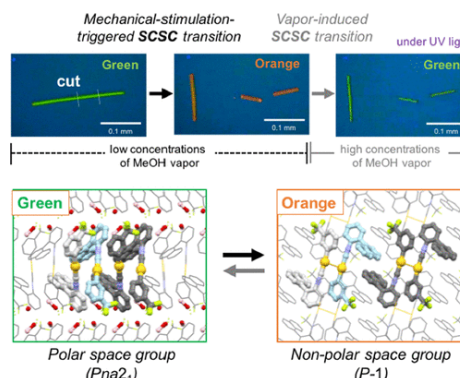 Mechanical-stimulation-
triggered SCSC transition
Vapor-induced
SCSC transition
under UV lig
Green
cut
0.1 mm
Orange
0.1 mm
Green
0.1 mm
low concentrations
of MeOH vapor
high concentrations
of MeOH vapor
Green
Orange
Polar space group
(Pna2₁)
Non-polar space group
(P-1)